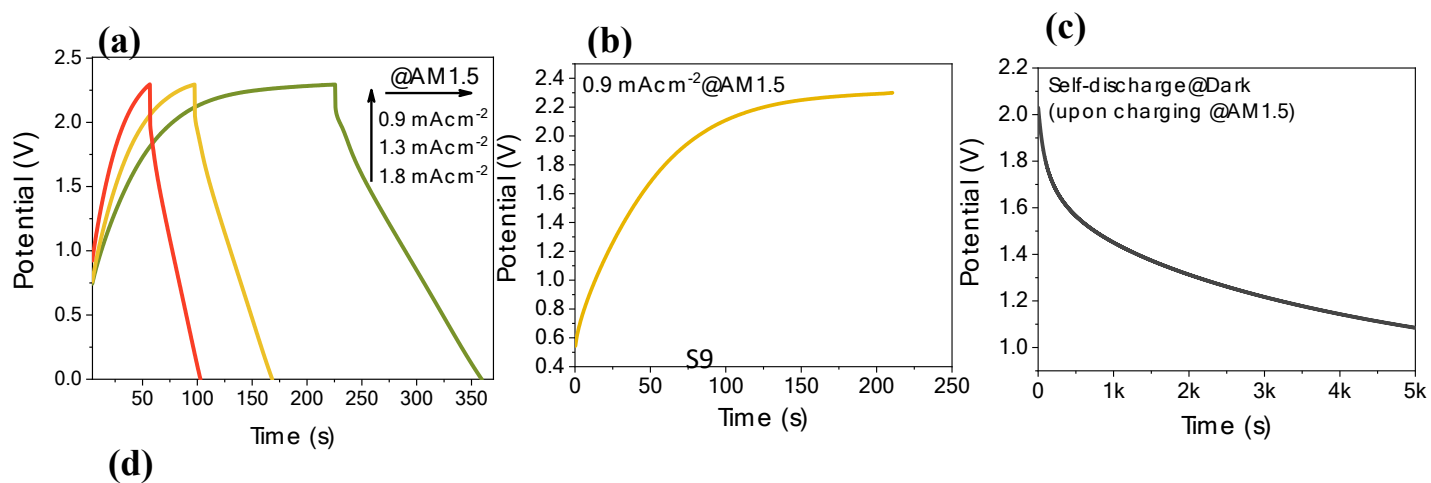 (a)
2.5
2.0
1.5
1.0
0.5
0.0
Potential (V)
@AM1.5
0.9 mAcm⁻²
1.3 mAcm⁻²
1.8 mAcm⁻²
50 100 150 200 250 300 350
Time (s)
(b)
2.4
2.2
2.0
1.8
1.6
1.4
1.2
1.0
0.8
0.6
0.4
Potential (V)
0.9 mAcm⁻²@AM1.5
S9
0 50 100 150 200 250
Time (s)
(c)
2.2
2.0
1.8
1.6
1.4
1.2
1.0
Potential (V)
Self-discharge@Dark
(upon charging @AM1.5)
0 1k 2k 3k 4k 5k
Time (s)
(d)